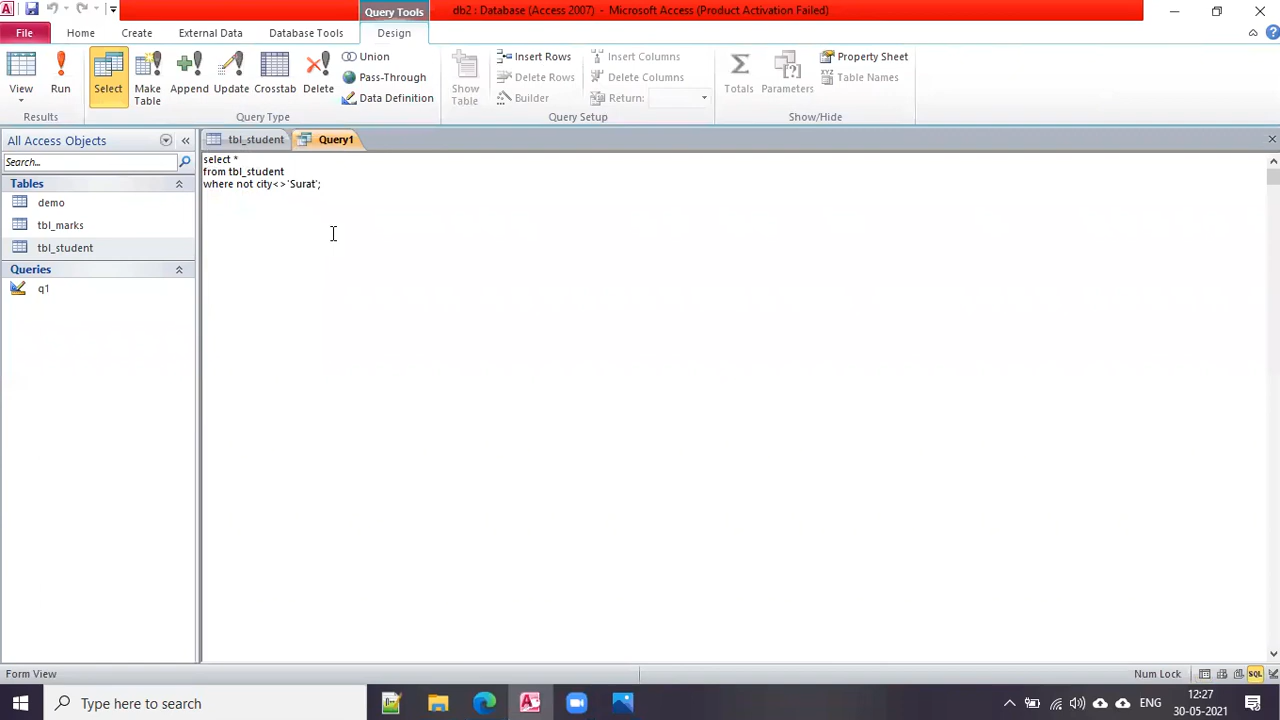 Query Tools
db2 : Database (Access 2007) - Microsoft Access (Product Activation Failed)
File
Home
Create
External Data
Database Tools
Design
View
Run
Select
Make
Table
Append
Update
Crosstab
Delete
Union
Pass-Through
Data Definition
Show
Table
Insert Rows
Delete Rows
Builder
Insert Columns
Delete Columns
Return:
Totals
Parameters
Property Sheet
Table Names
Results
Query Type
Query Setup
Show/Hide
All Access Objects
Search...
Tables
demo
tbl_marks
tbl_student
Queries
q1
tbl_student
Query1
select *
from tbl_student
where not city<>'Surat';
Form View
Num Lock
SQL
Type here to search
ENG
12:27
30-05-2021